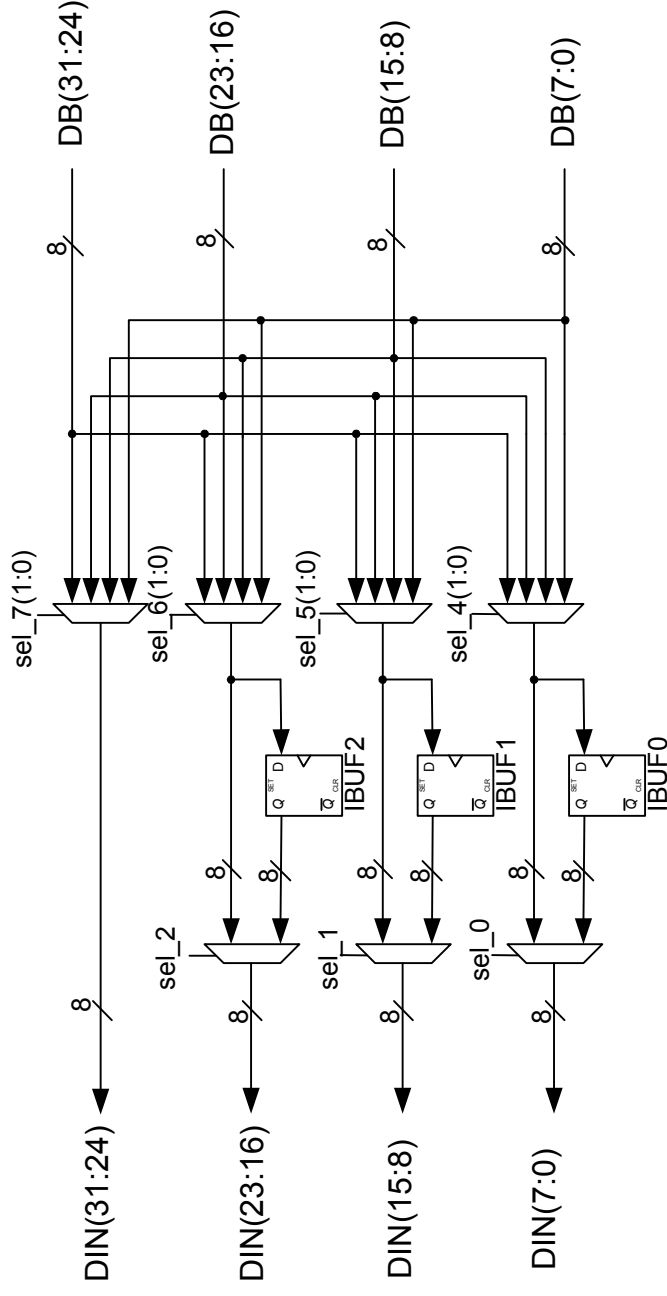 DB(31:24)
DB(23:16)
DB(15:8)
DB(7:0)
8
8
8
8
sel_7(1:0)
sel_6(1:0)
sel_5(1:0)
sel_4(1:0)
SET
D
Q
Q
CLR
IBUF2
SET
D
Q
Q
CLR
IBUF1
SET
D
Q
Q
CLR
IBUF0
8
8
8
8
8
8
sel_2
sel_1
sel_0
8
8
8
8
DIN(31:24)
DIN(23:16)
DIN(15:8)
DIN(7:0)